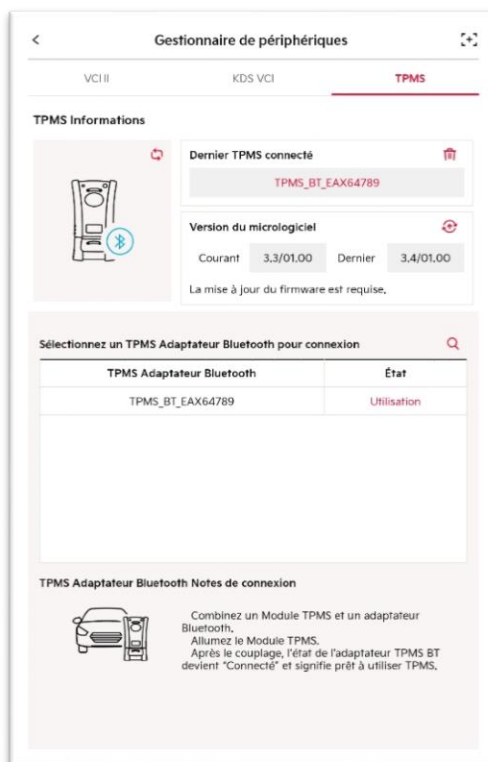 Gestionnaire de périphériques
VCI II
KDS VCI
TPMS
TPMS Informations
Dernier TPMS connecté
TPMS_BT_EAX64789
Version du micrologiciel
Courant 3.3/01.00 Dernier 3.4/01.00
La mise à jour du firmware est requise.
Sélectionnez un TPMS Adaptateur Bluetooth pour connexion
TPMS Adaptateur Bluetooth État
TPMS_BT_EAX64789 Utilisation
TPMS Adaptateur Bluetooth Notes de connexion
Combinez un Module TPMS et un adaptateur
Bluetooth.
Allumez le Module TPMS.
Après le couplage, l'état de l'adaptateur TPMS BT
devient "Connecté" et signifie prêt à utiliser TPMS.